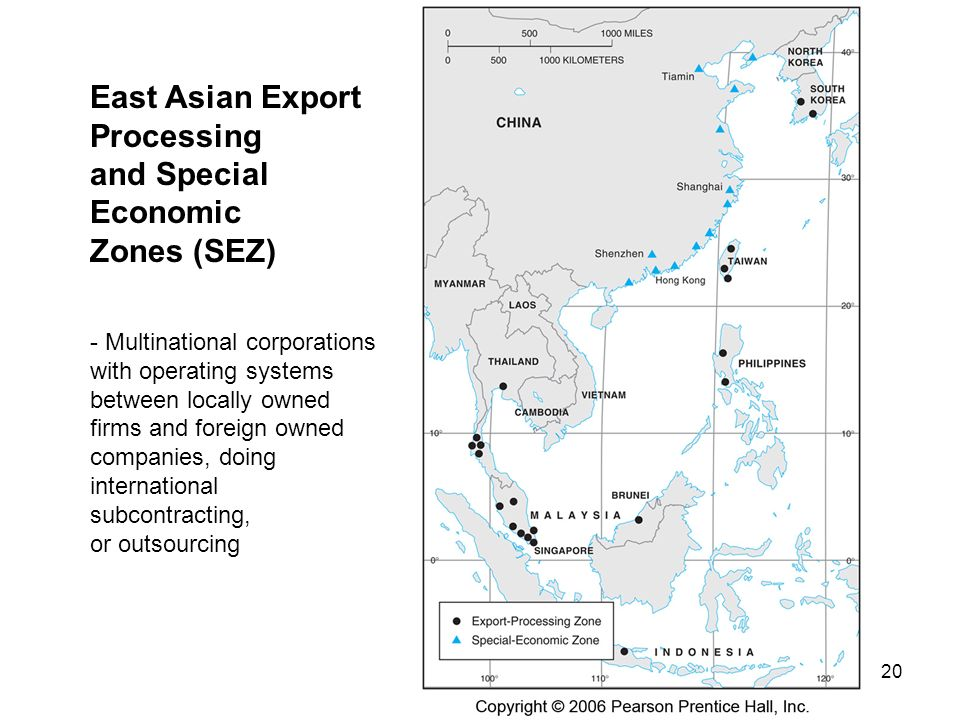 East Asian Export
Processing
and Special
Economic
Zones (SEZ)
- Multinational corporations
with operating systems
between locally owned
firms and foreign owned
companies, doing
international
subcontracting,
or outsourcing
0 500 1000 MILES
0 500 1000 KILOMETERS
NORTH
KOREA
40°
Tiamin
SOUTH
KOREA
CHINA
30°
Shanghai
Shenzhen
TAIWAN
Hong Kong
MYANMAR
LAOS
20°
THAILAND
PHILIPPINES
VIETNAM
CAMBODIA
10°
10°
BRUNEI
MALAYSIA
SINGAPORE
0°
0°
Export-Processing Zone
Special-Economic Zone
INDONESIA
100°
110°
120°
Copyright © 2006 Pearson Prentice Hall, Inc.
20